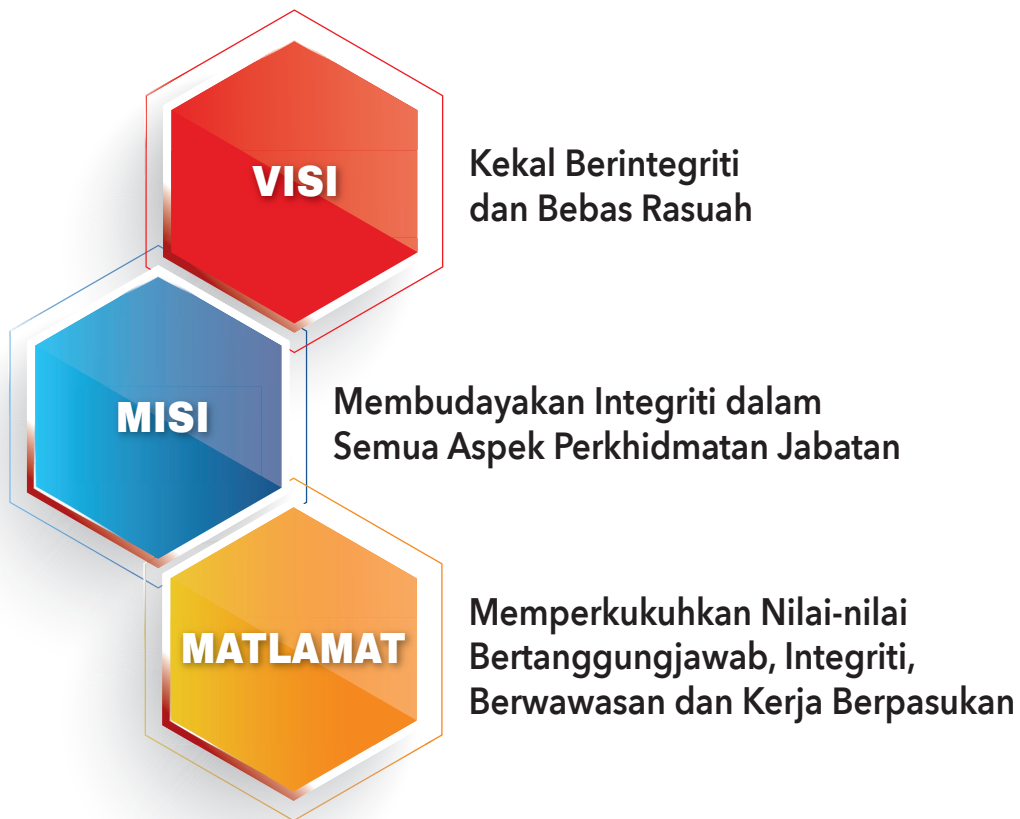 VISI
Kekal Berintegriti
dan Bebas Rasuah
MISI
Membudayakan Integriti dalam
Semua Aspek Perkhidmatan Jabatan
MATLAMAT
Memperkukuhkan Nilai-nilai
Bertanggungjawab, Integriti,
Berwawasan dan Kerja Berpasukan